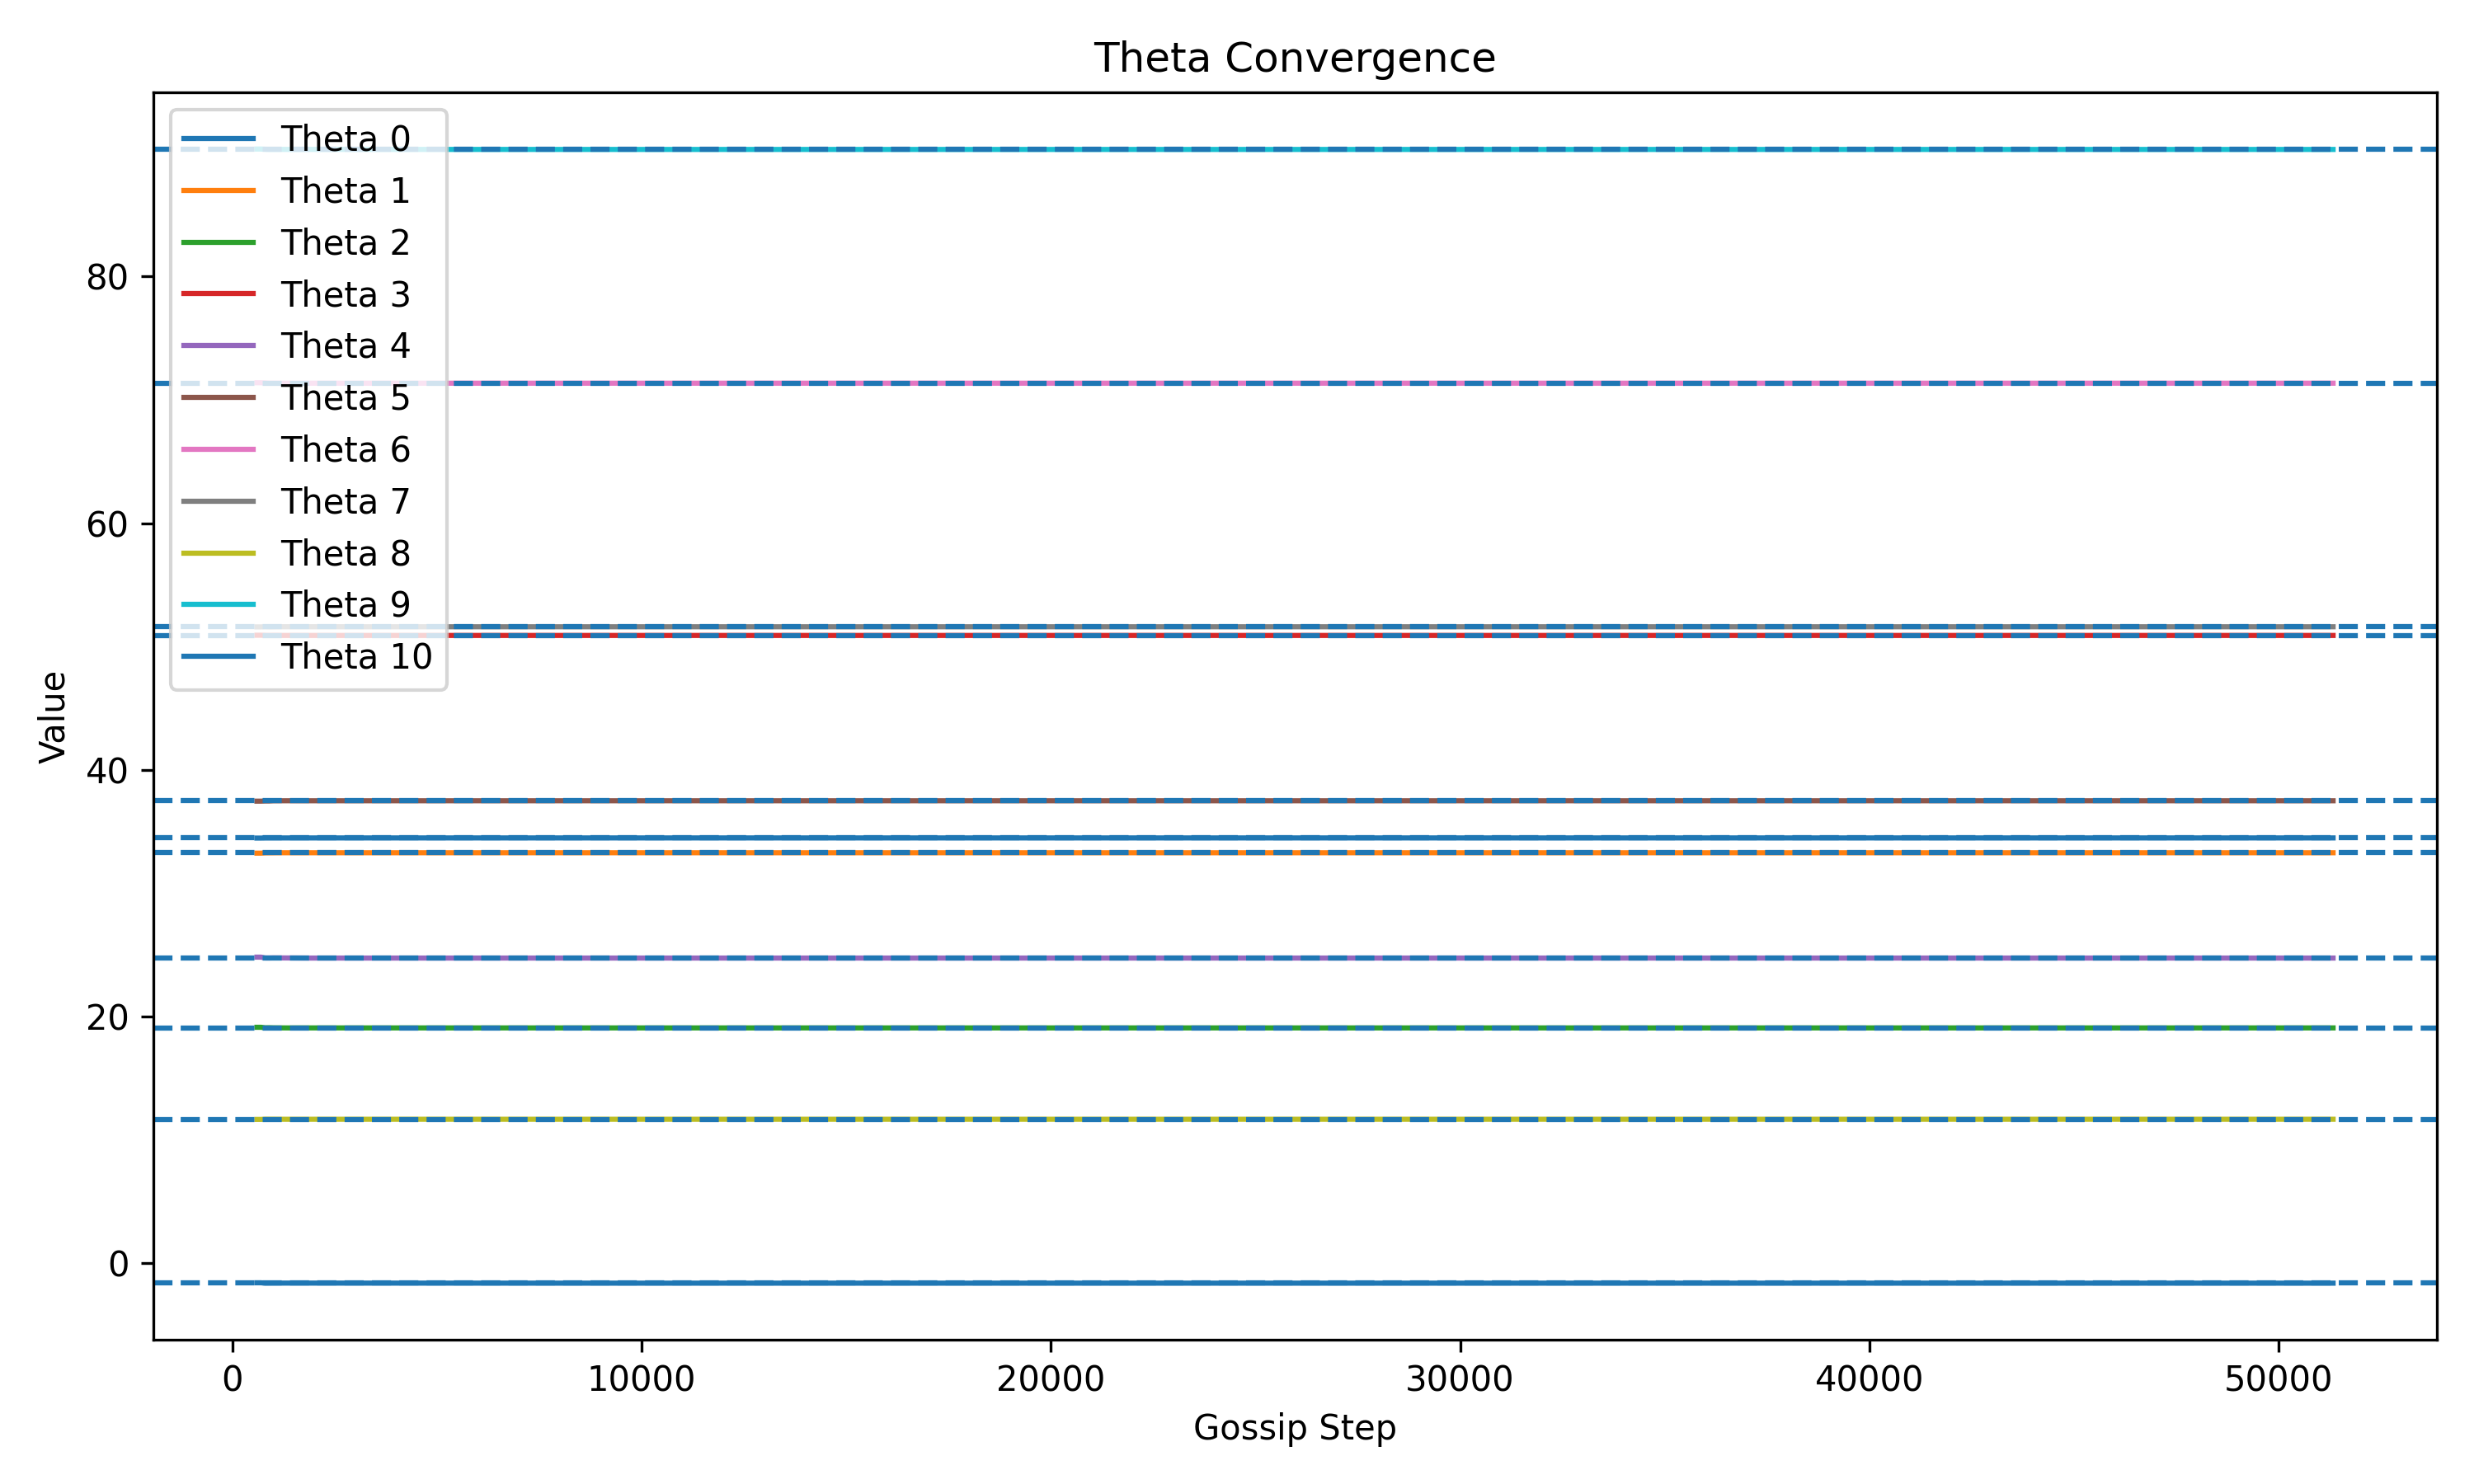 Theta Convergence
Theta 0
Theta 1
Theta 2
Theta 3
Theta 4
Theta 5
Theta 6
Theta 7
Theta 8
Theta 9
Theta 10
80
60
40
20
0
Value
0 10000 20000 30000 40000 50000
Gossip Step